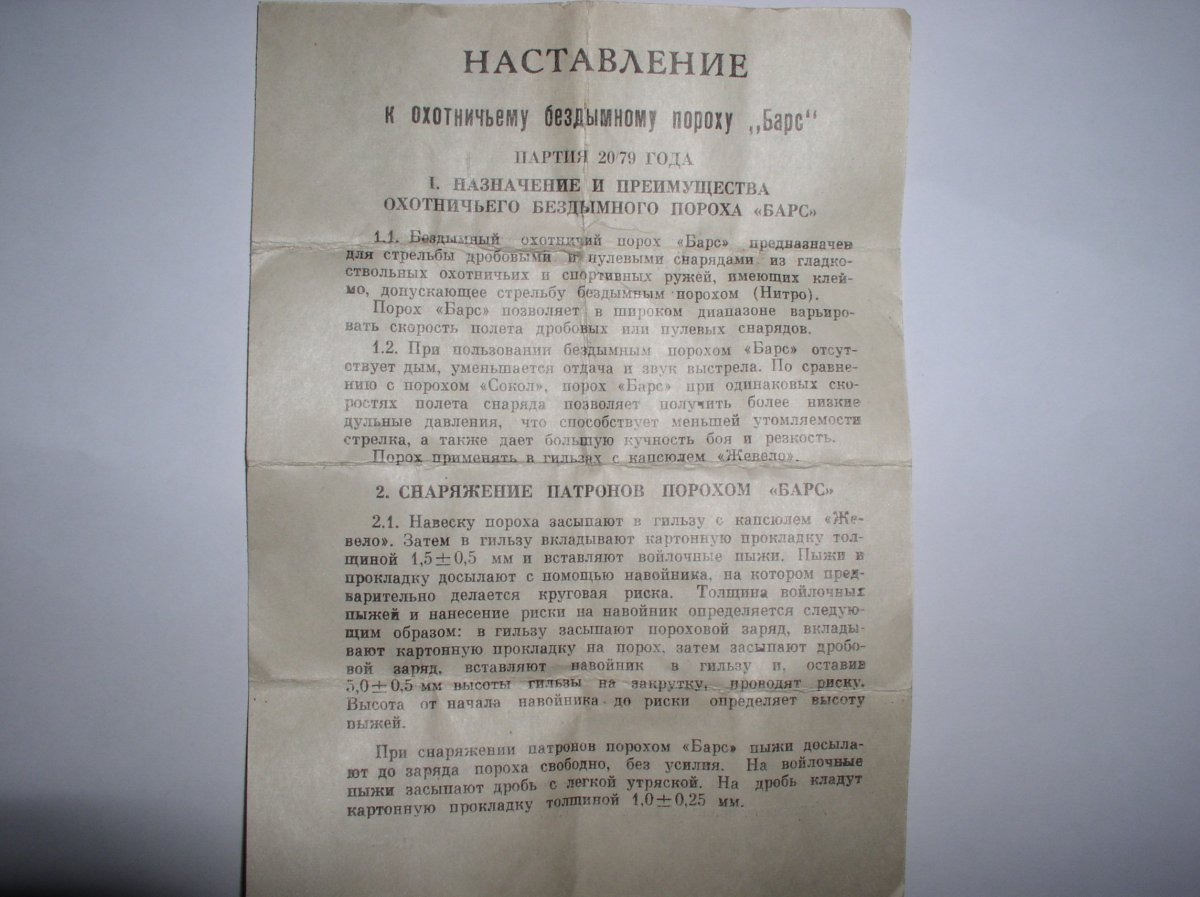 НАСТАВЛЕНИЕ
к охотничьему бездымному пороху „Барс“
ПАРТИЯ 20/79 ГОДА
1. НАЗНАЧЕНИЕ И ПРЕИМУЩЕСТВА
ОХОТНИЧЬЕГО БЕЗДЫМНОГО ПОРОХА «БАРС»
1.1. Бездымный охотничий порох «Барс» предназначен
для стрельбы дробовыми и пулевыми снарядами из гладко-
ствольных охотничьих и спортивных ружей, имеющих клей-
мо, допускающее стрельбу бездымным порохом (Нитро).
Порох «Барс» позволяет в широком диапазоне варьиро-
вать скорость полета дробовых или пулевых снарядов.
1.2. При пользовании бездымным порохом «Барс» отсут-
ствует дым, уменьшается отдача и звук выстрела. По сравне-
нию с порохом «Сокол», порох «Барс» при одинаковых ско-
ростях полета снаряда позволяет получить более низкие
дульные давления, что способствует меньшей утомляемости
стрелка, а также дает большую кучность боя и резкость.
Порох применять в гильзах с капсюлем «Жевело».
2. СНАРЯЖЕНИЕ ПАТРОНОВ ПОРОХОМ «БАРС»
2.1. Навеску пороха засыпают в гильзу с капсюлем «Же-
вело». Затем в гильзу вкладывают картонную прокладку тол-
щиной 1,5±0,5 мм и вставляют войлочные пыжи. Пыжи и
прокладку досылают с помощью навойника, на котором пред-
варительно делается круговая риска. Толщина войлочных
пыжей и нанесение риски на навойник определяется следую-
щим образом: в гильзу засыпают пороховой заряд, вклады-
вают картонную прокладку на порох, затем засыпают дробо-
вой заряд, вставляют навойник в гильзу и, оставив
5,0±0,5 мм высоты гильзы на закрутку, проводят риску.
Высота от начала навойника до риски определяет высоту
пыжей.
При снаряжении патронов порохом «Барс» пыжи досыла-
ют до заряда пороха свободно, без усилия. На войлочные
пыжи засыпают дробь с легкой утряской. На дробь кладут
картонную прокладку толщиной 1,0±0,25 мм.